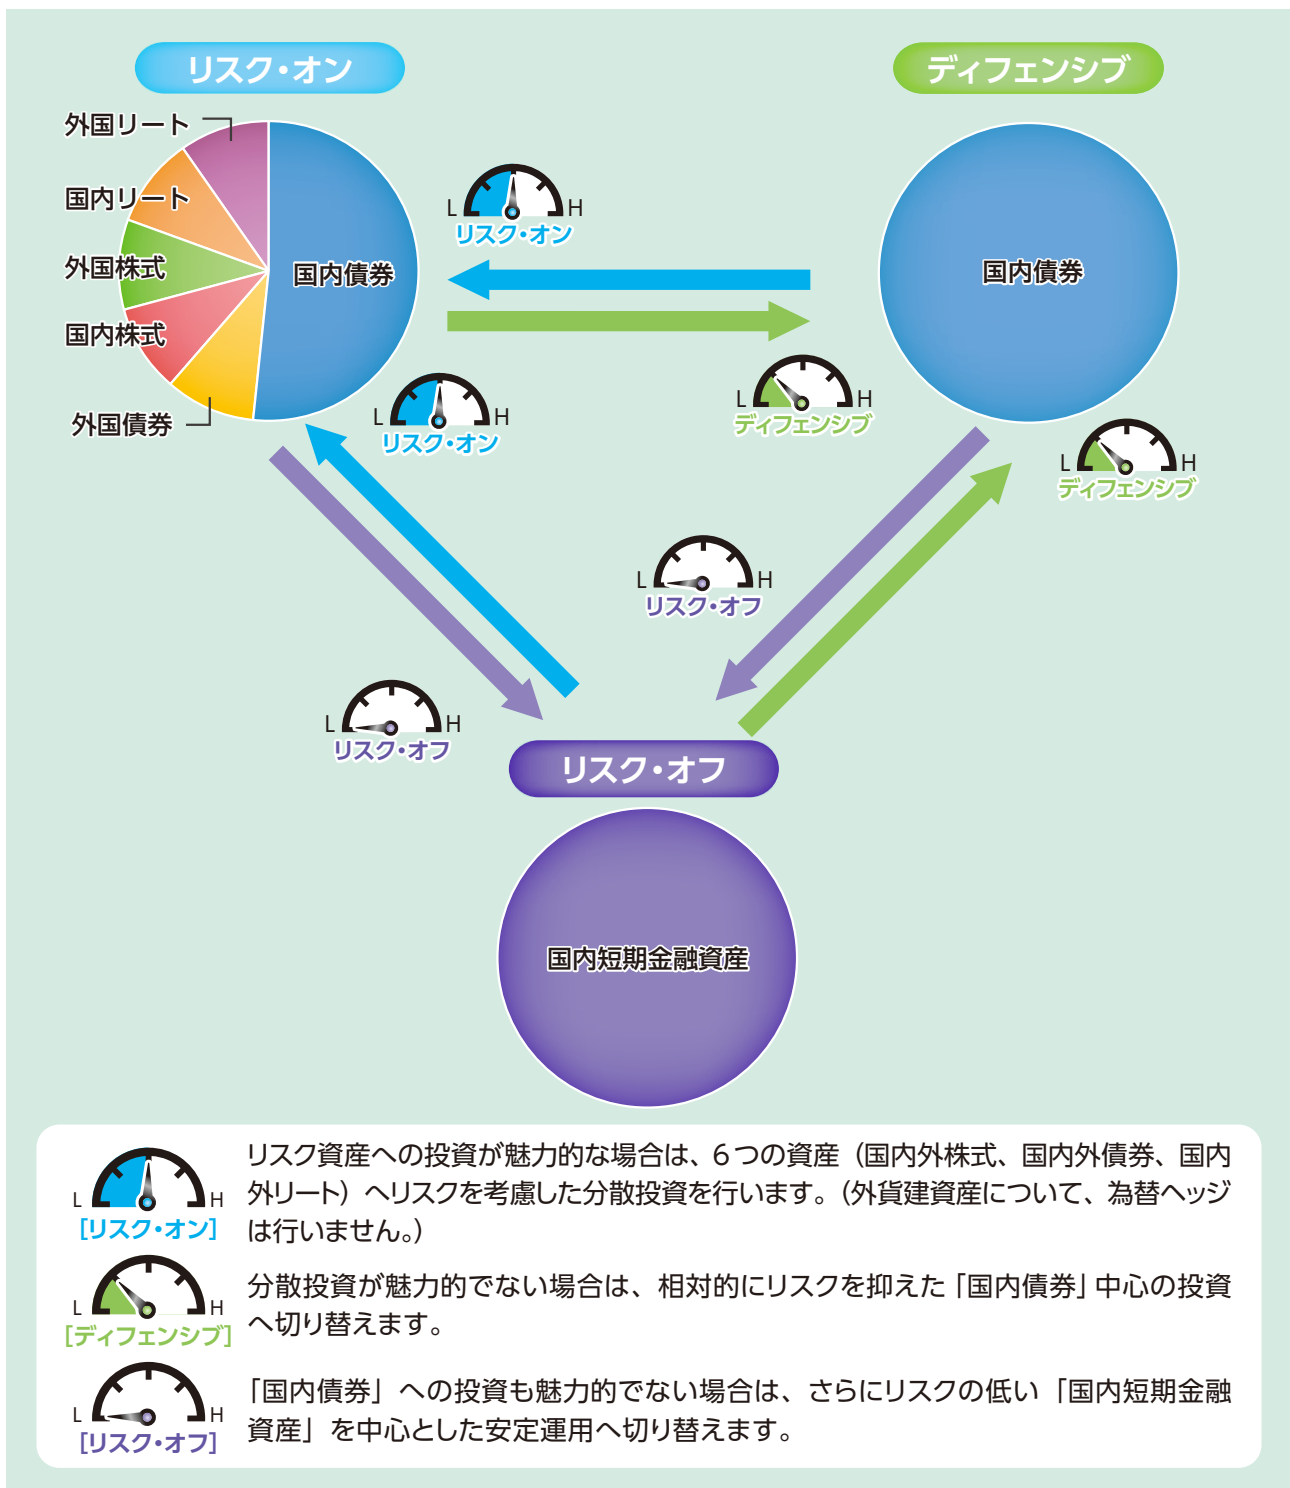 リスク・オン
ディフェンシブ
外国リート
国内リート
外国株式
国内株式
外国債券
国内債券
L H
リスク・オン
国内債券
L H
リスク・オン
L H
ディフェンシブ
L H
ディフェンシブ
L H
リスク・オフ
L H
リスク・オフ
リスク・オフ
国内短期金融資産
L H
[リスク・オン]
リスク資産への投資が魅力的な場合は、6つの資産（国内外株式、国内外債券、国内
外リート）へリスクを考慮した分散投資を行います。（外貨建資産について、為替ヘッジ
は行いません。）
L H
[ディフェンシブ]
分散投資が魅力的でない場合は、相対的にリスクを抑えた「国内債券」中心の投資
へ切り替えます。
L H
[リスク・オフ]
「国内債券」への投資も魅力的でない場合は、さらにリスクの低い「国内短期金融
資産」を中心とした安定運用へ切り替えます。